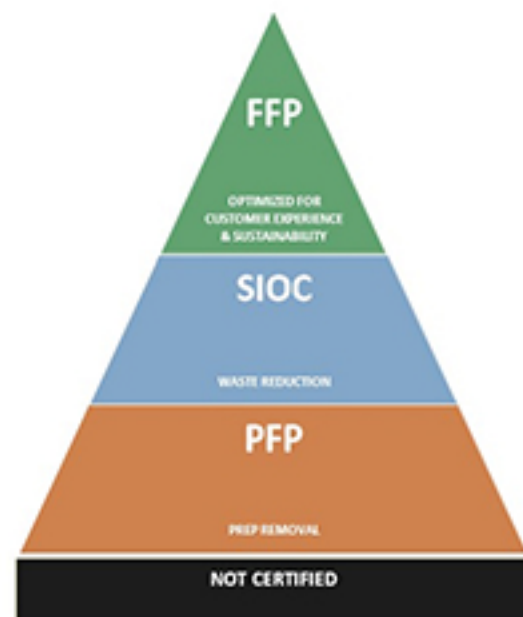 FFP
OPTIMIZED FOR
CUSTOMER EXPERIENCE
& SUSTAINABILITY
SIOC
WASTE REDUCTION
PFP
PREP REMOVAL
NOT CERTIFIED